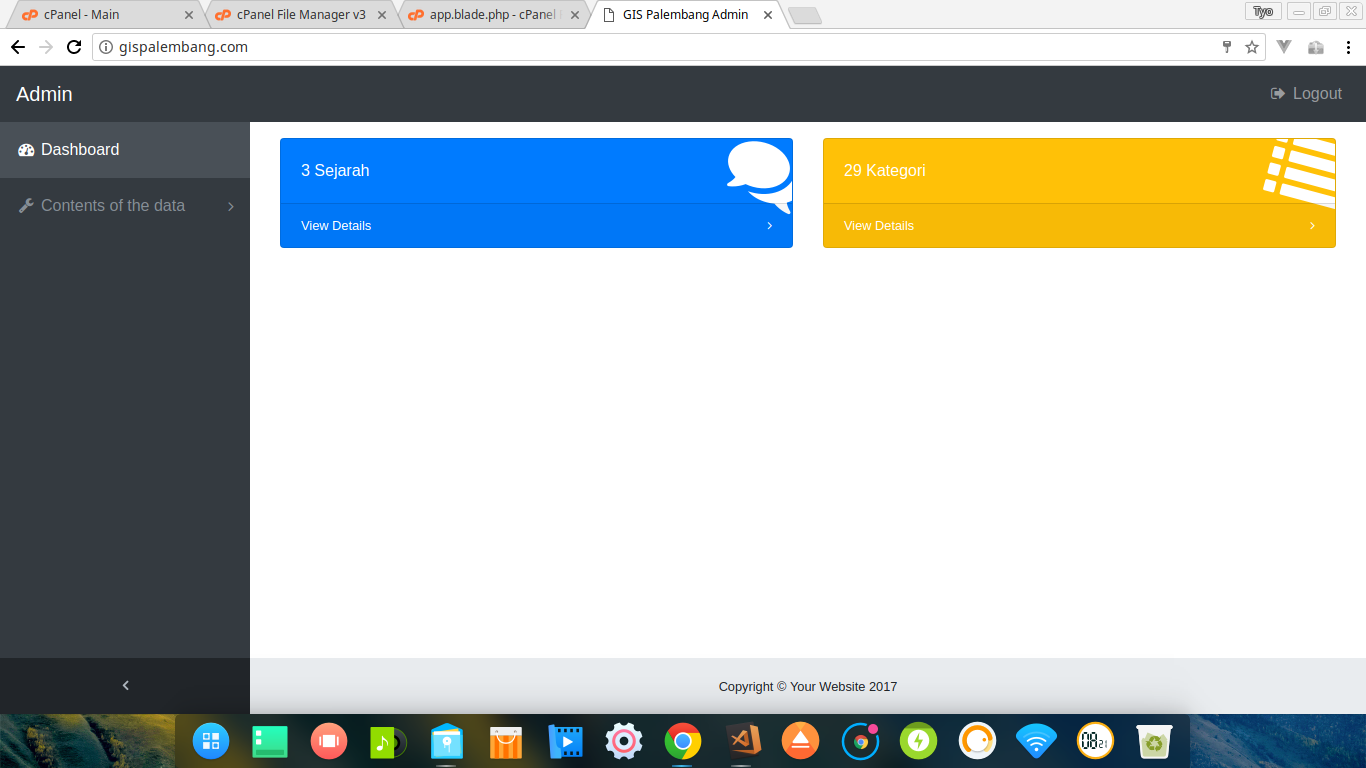 cPanel - Main
cPanel File Manager v3
app.blade.php - cPanel
GIS Palembang Admin
Tyo
gispalembang.com
Admin
Logout
Dashboard
Contents of the data
3 Sejarah
View Details
29 Kategori
View Details
Copyright © Your Website 2017
08 21